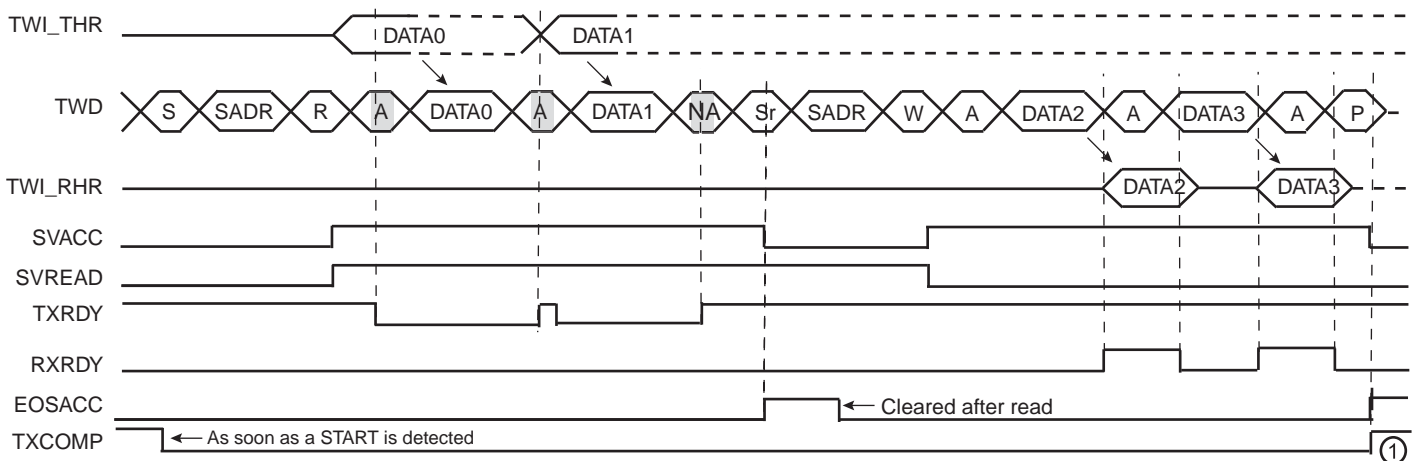 TWI_THR DATA0 DATA1
TWD S SADR R A DATA0 A DATA1 NA Sr SADR W A DATA2 A DATA3 A P
TWI_RHR DATA2 DATA3
SVACC
SVREAD
TXRDY
RXRDY
EOSACC Cleared after read
TXCOMP As soon as a START is detected 1